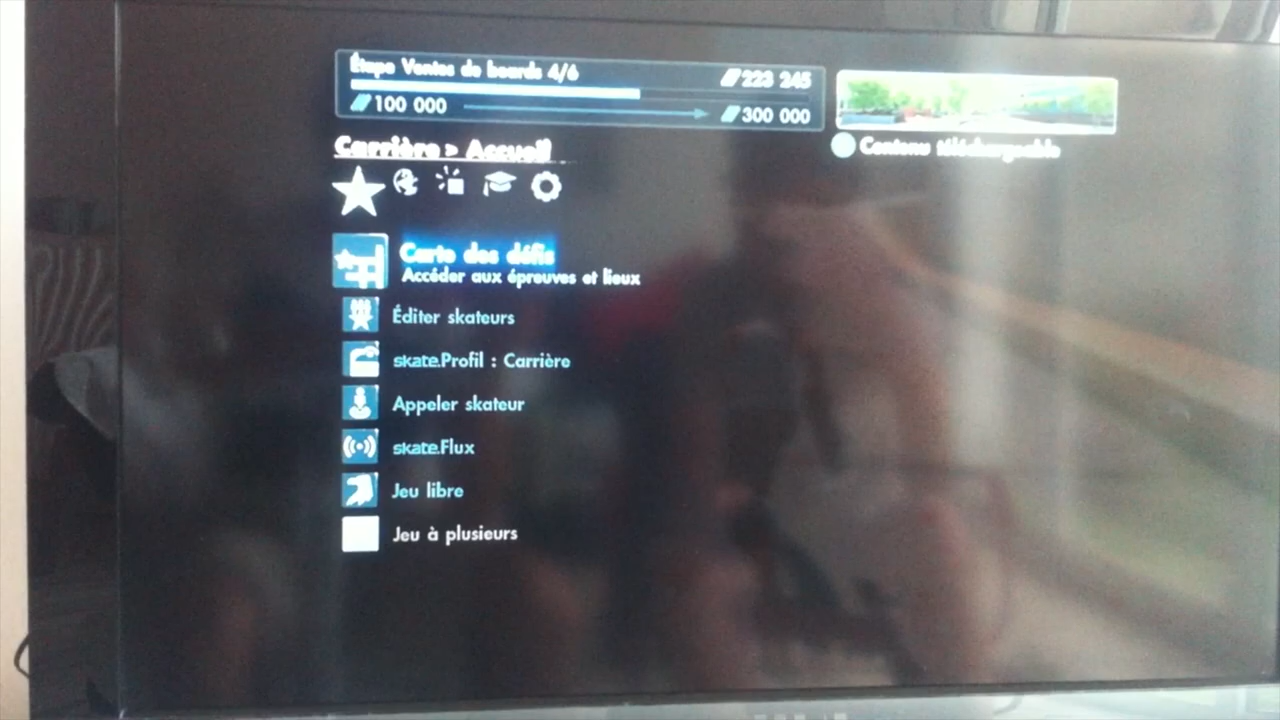 Étape Ventes de boards 4/6
223 245
100 000
300 000
Contenu téléchargeable
Carrière > Accueil
Carte des défis
Accéder aux épreuves et lieux
Éditer skateurs
skate.Profil : Carrière
Appeler skateur
skate.Flux
Jeu libre
Jeu à plusieurs